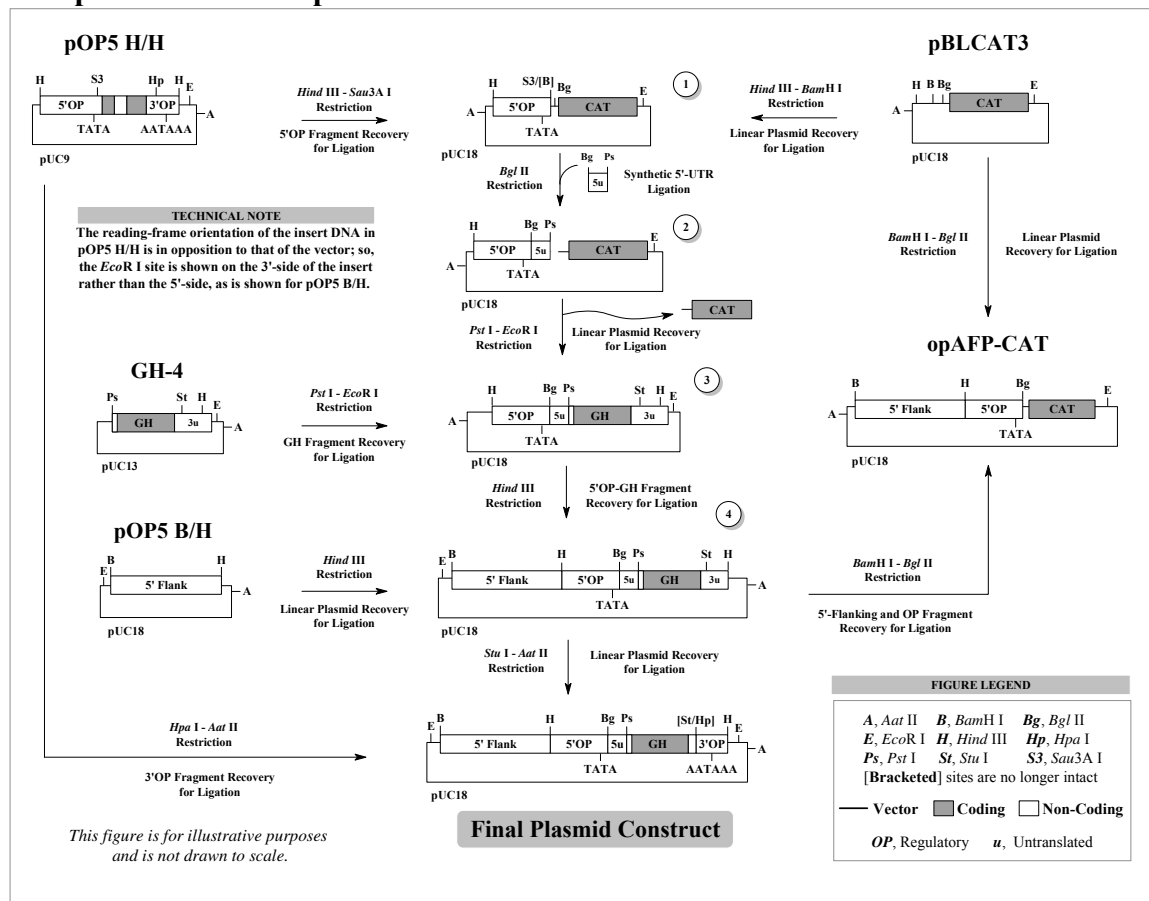 pOP5 H/H
H
S3
Hp
H
E
5'OP
3'OP
A
TATA
AATAAA
pUC9
Hind III - Sau3A I
Restriction
5'OP Fragment Recovery
for Ligation
S3/[B]
H
Bg
E
5'OP
CAT
A
TATA
pUC18
1
Hind III - BamH I
Restriction
Linear Plasmid Recovery
for Ligation
pBLCAT3
H B Bg
E
CAT
A
pUC18
Bgl II
Restriction
Bg Ps
5u
Synthetic 5'-UTR
Ligation
TECHNICAL NOTE
The reading-frame orientation of the insert DNA in
pOP5 H/H is in opposition to that of the vector; so,
the EcoR I site is shown on the 3'-side of the insert
rather than the 5'-side, as is shown for pOP5 B/H.
2
H
Bg Ps
E
5'OP
5u
CAT
A
TATA
pUC18
BamH I - Bgl II
Restriction
Linear Plasmid
Recovery for Ligation
Pst I - EcoR I
Restriction
Linear Plasmid Recovery
for Ligation
CAT
GH-4
Ps
St
H
E
GH
3u
A
pUC13
Pst I - EcoR I
Restriction
GH Fragment Recovery
for Ligation
3
H
Bg
Ps
St
H
E
5'OP
5u
GH
3u
A
TATA
pUC18
opAFP-CAT
B
H
Bg
E
5' Flank
5'OP
CAT
A
TATA
pUC18
Hind III
Restriction
5'OP-GH Fragment
Recovery for Ligation
pOP5 B/H
E
B
H
5' Flank
A
pUC18
Hind III
Restriction
Linear Plasmid Recovery
for Ligation
4
E
B
H
Bg
Ps
St
H
5' Flank
5'OP
5u
GH
3u
A
TATA
pUC18
BamH I - Bgl II
Restriction
5'-Flanking and OP Fragment
Recovery for Ligation
Stu I - Aat II
Restriction
Linear Plasmid Recovery
for Ligation
Hpa I - Aat II
Restriction
3'OP Fragment Recovery
for Ligation
E
B
H
Bg
Ps
[St/Hp]
H
E
5' Flank
5'OP
5u
GH
3'OP
A
TATA
AATAAA
pUC18
Final Plasmid Construct
This figure is for illustrative purposes
and is not drawn to scale.
FIGURE LEGEND
A, Aat II B, BamH I Bg, Bgl II
E, EcoR I H, Hind III Hp, Hpa I
Ps, Pst I St, Stu I S3, Sau3A I
[Bracketed] sites are no longer intact
Vector Coding Non-Coding
OP, Regulatory u, Untranslated